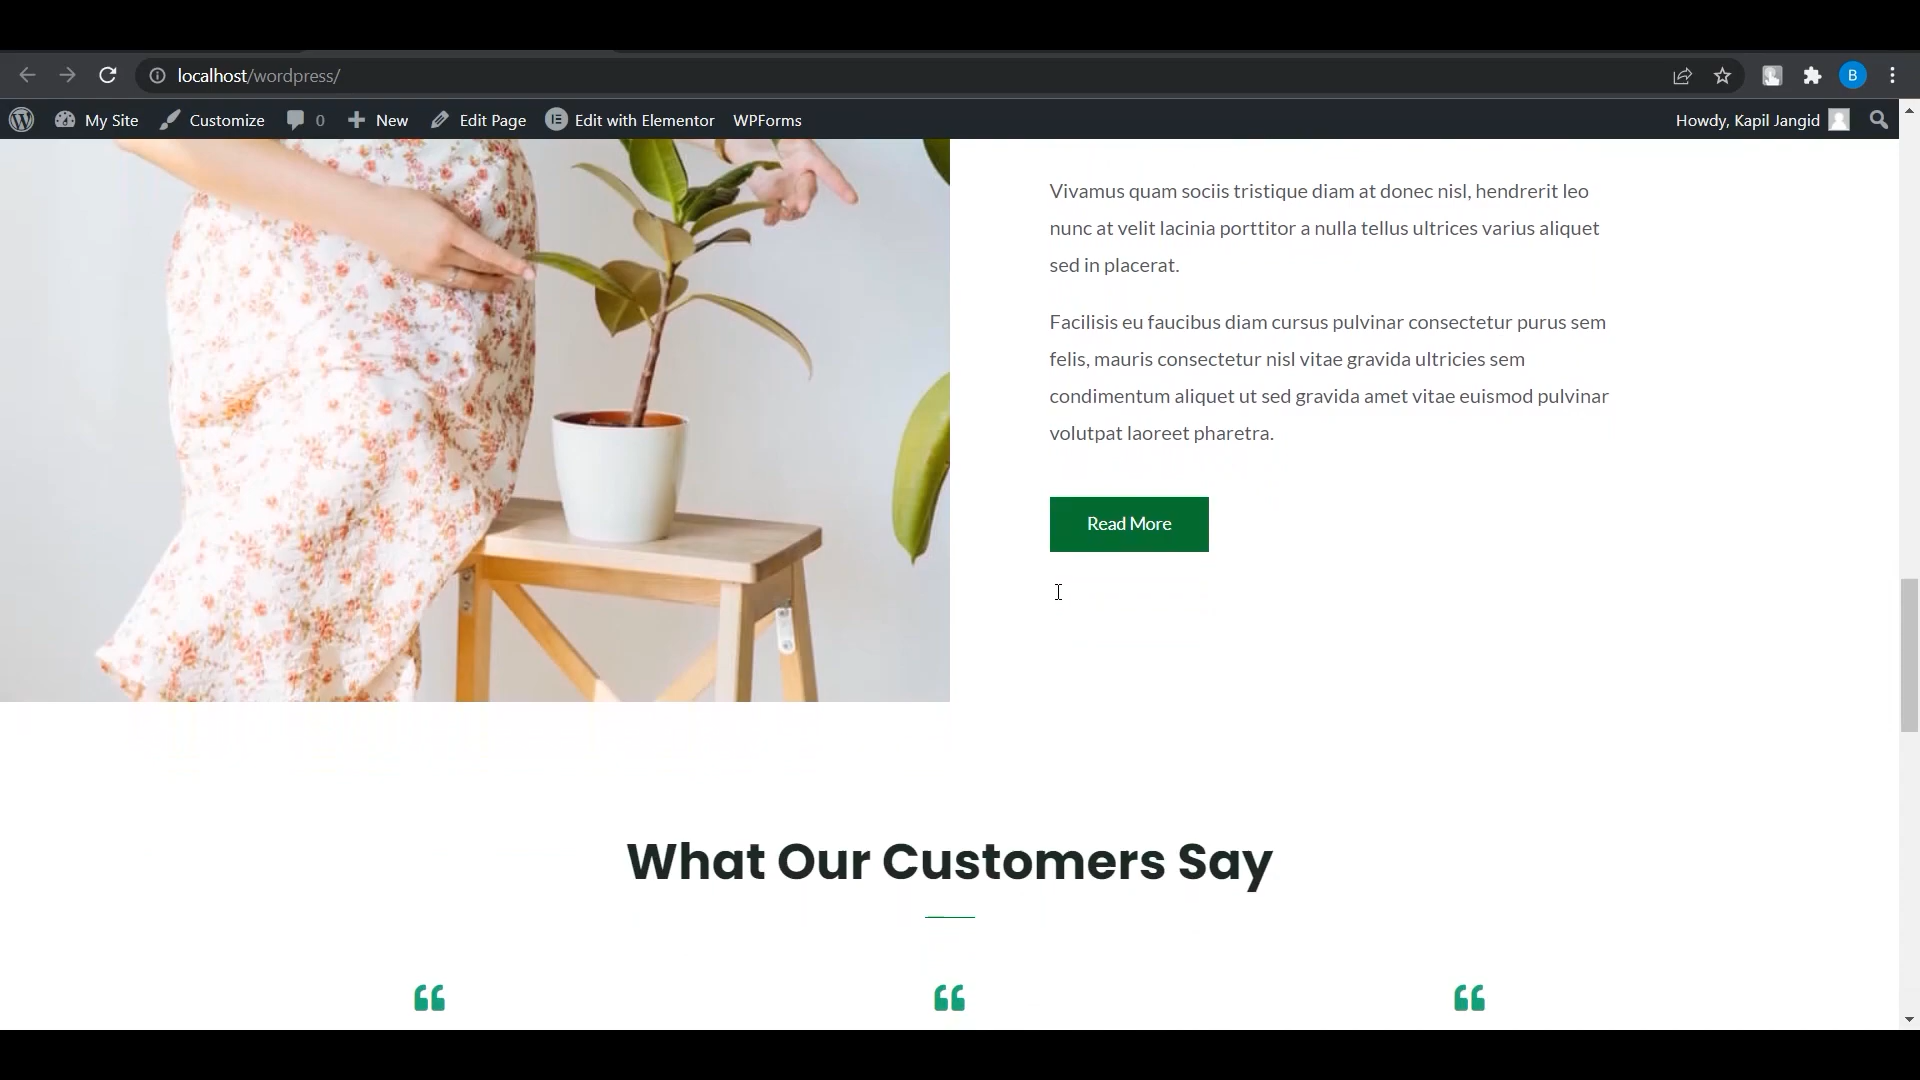 localhost/wordpress/
B
My Site
Customize
0
New
Edit Page
Edit with Elementor
WPForms
Howdy, Kapil Jangid
Vivamus quam sociis tristique diam at donec nisl, hendrerit leo
nunc at velit lacinia porttitor a nulla tellus ultrices varius aliquet
sed in placerat.
Facilisis eu faucibus diam cursus pulvinar consectetur purus sem
felis, mauris consectetur nisl vitae gravida ultricies sem
condimentum aliquet ut sed gravida amet vitae euismod pulvinar
volutpat laoreet pharetra.
Read More
What Our Customers Say